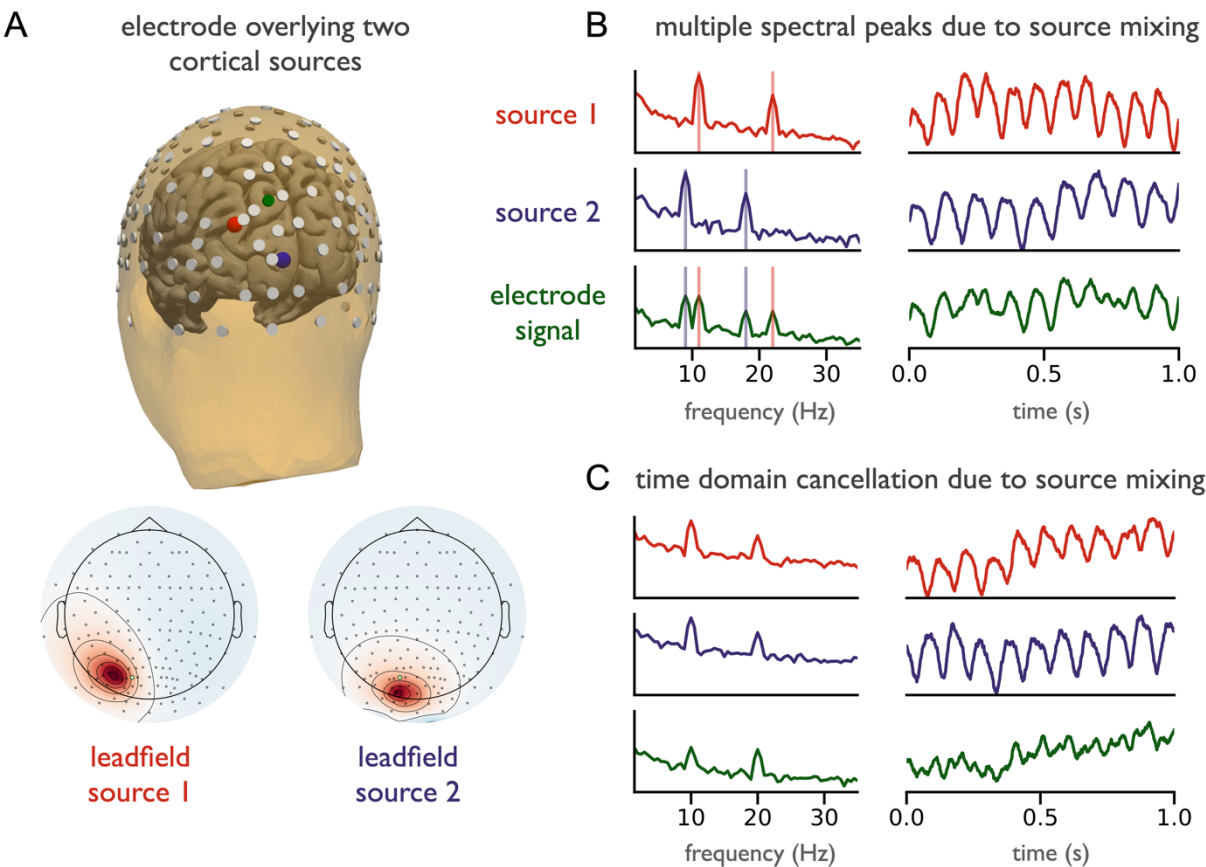 A
electrode overlying two
cortical sources
leadfield
source 1
leadfield
source 2
B
multiple spectral peaks due to source mixing
source 1
source 2
electrode
signal
10 20 30
frequency (Hz)
0.0 0.5 1.0
time (s)
C
time domain cancellation due to source mixing
10 20 30
frequency (Hz)
0.0 0.5 1.0
time (s)